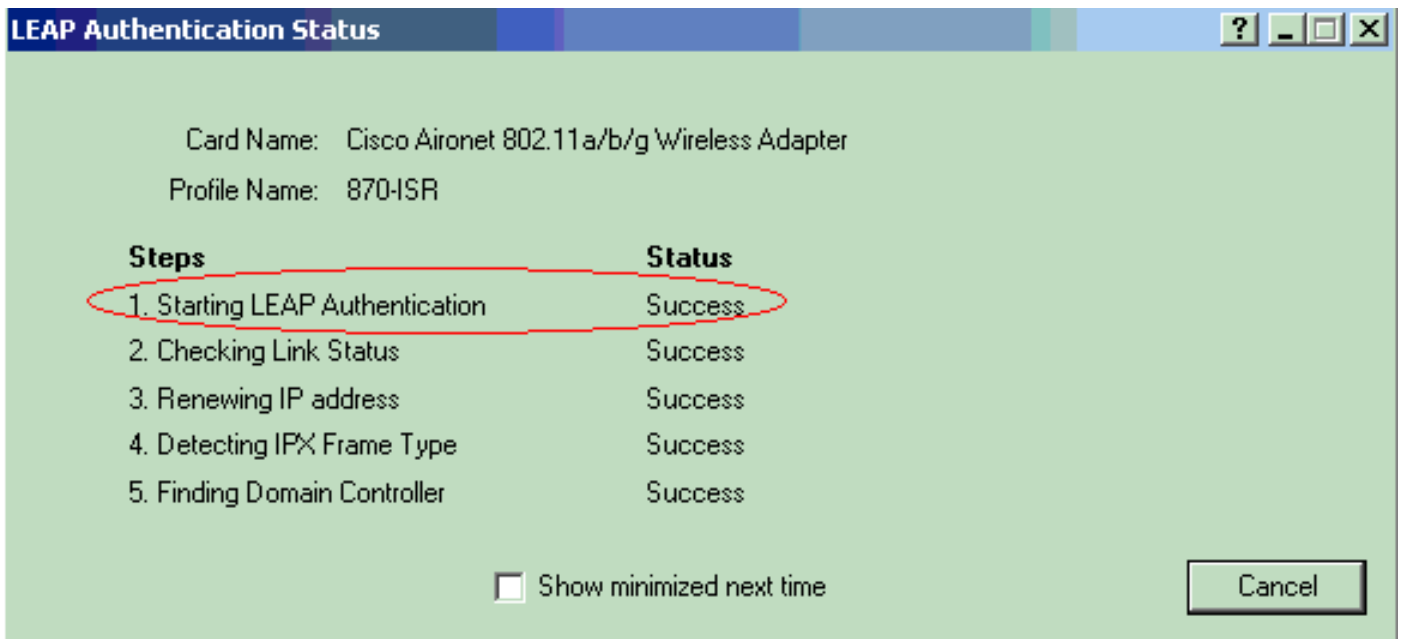 LEAP Authentication Status
Card Name: Cisco Aironet 802.11a/b/g Wireless Adapter
Profile Name: 870-ISR
Steps Status
1. Starting LEAP Authentication Success
2. Checking Link Status Success
3. Renewing IP address Success
4. Detecting IPX Frame Type Success
5. Finding Domain Controller Success
Show minimized next time
Cancel